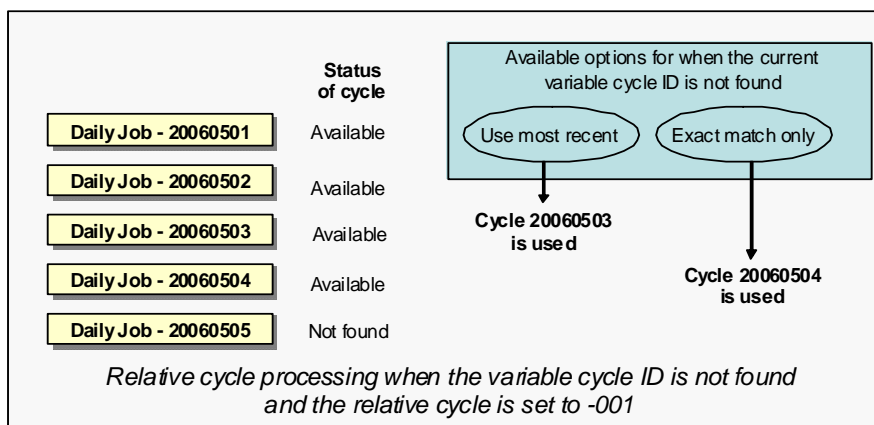 Status
of cycle
Daily Job - 20060501
Available
Daily Job - 20060502
Available
Daily Job - 20060503
Available
Daily Job - 20060504
Available
Daily Job - 20060505
Not found
Available options for when the current
variable cycle ID is not found
Use most recent
Exact match only
Cycle 20060503
is used
Cycle 20060504
is used
Relative cycle processing when the variable cycle ID is not found
and the relative cycle is set to -001